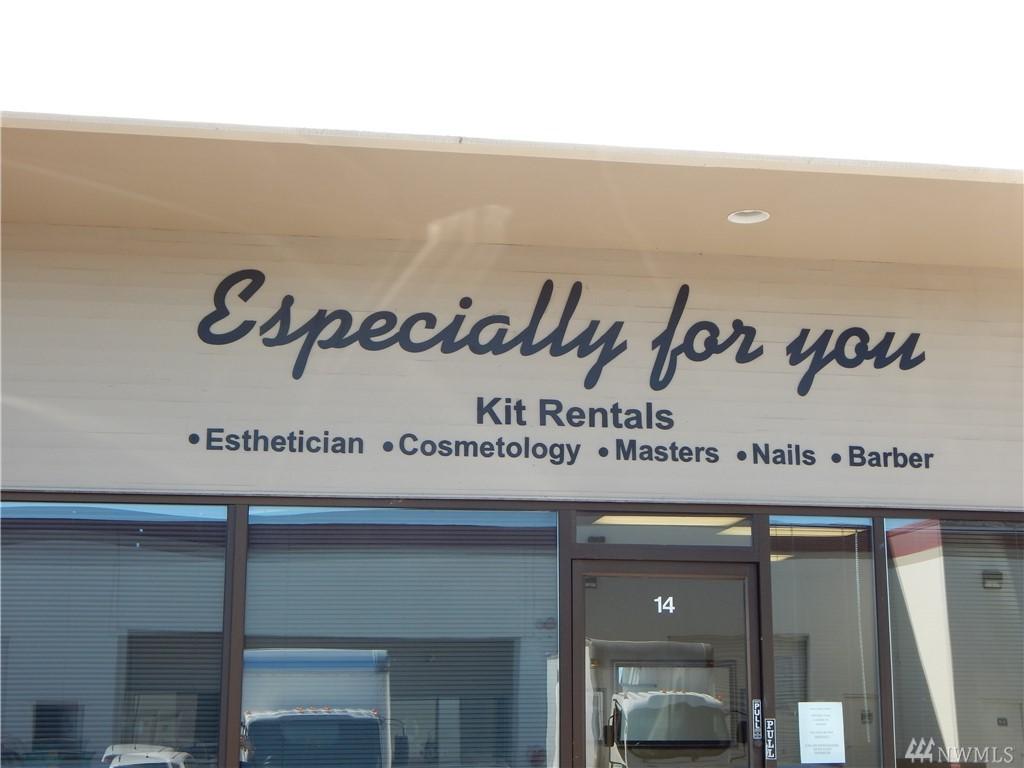 Especially for you
Kit Rentals
•Esthetician •Cosmetology •Masters •Nails •Barber
14
PULL
PULL
NWMLS